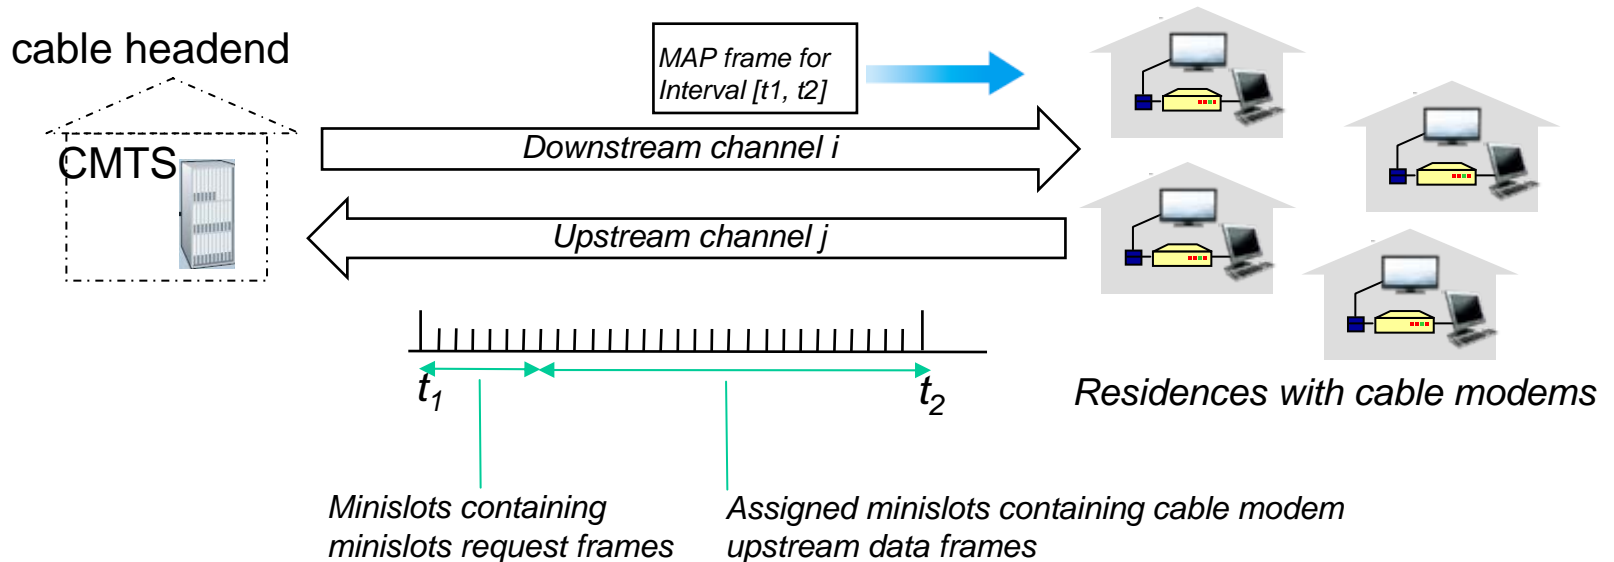 cable headend
MAP frame for
Interval [t1, t2]
CMTS
Downstream channel i
Upstream channel j
t1
t2
Residences with cable modems
Minislots containing
minislots request frames
Assigned minislots containing cable modem
upstream data frames